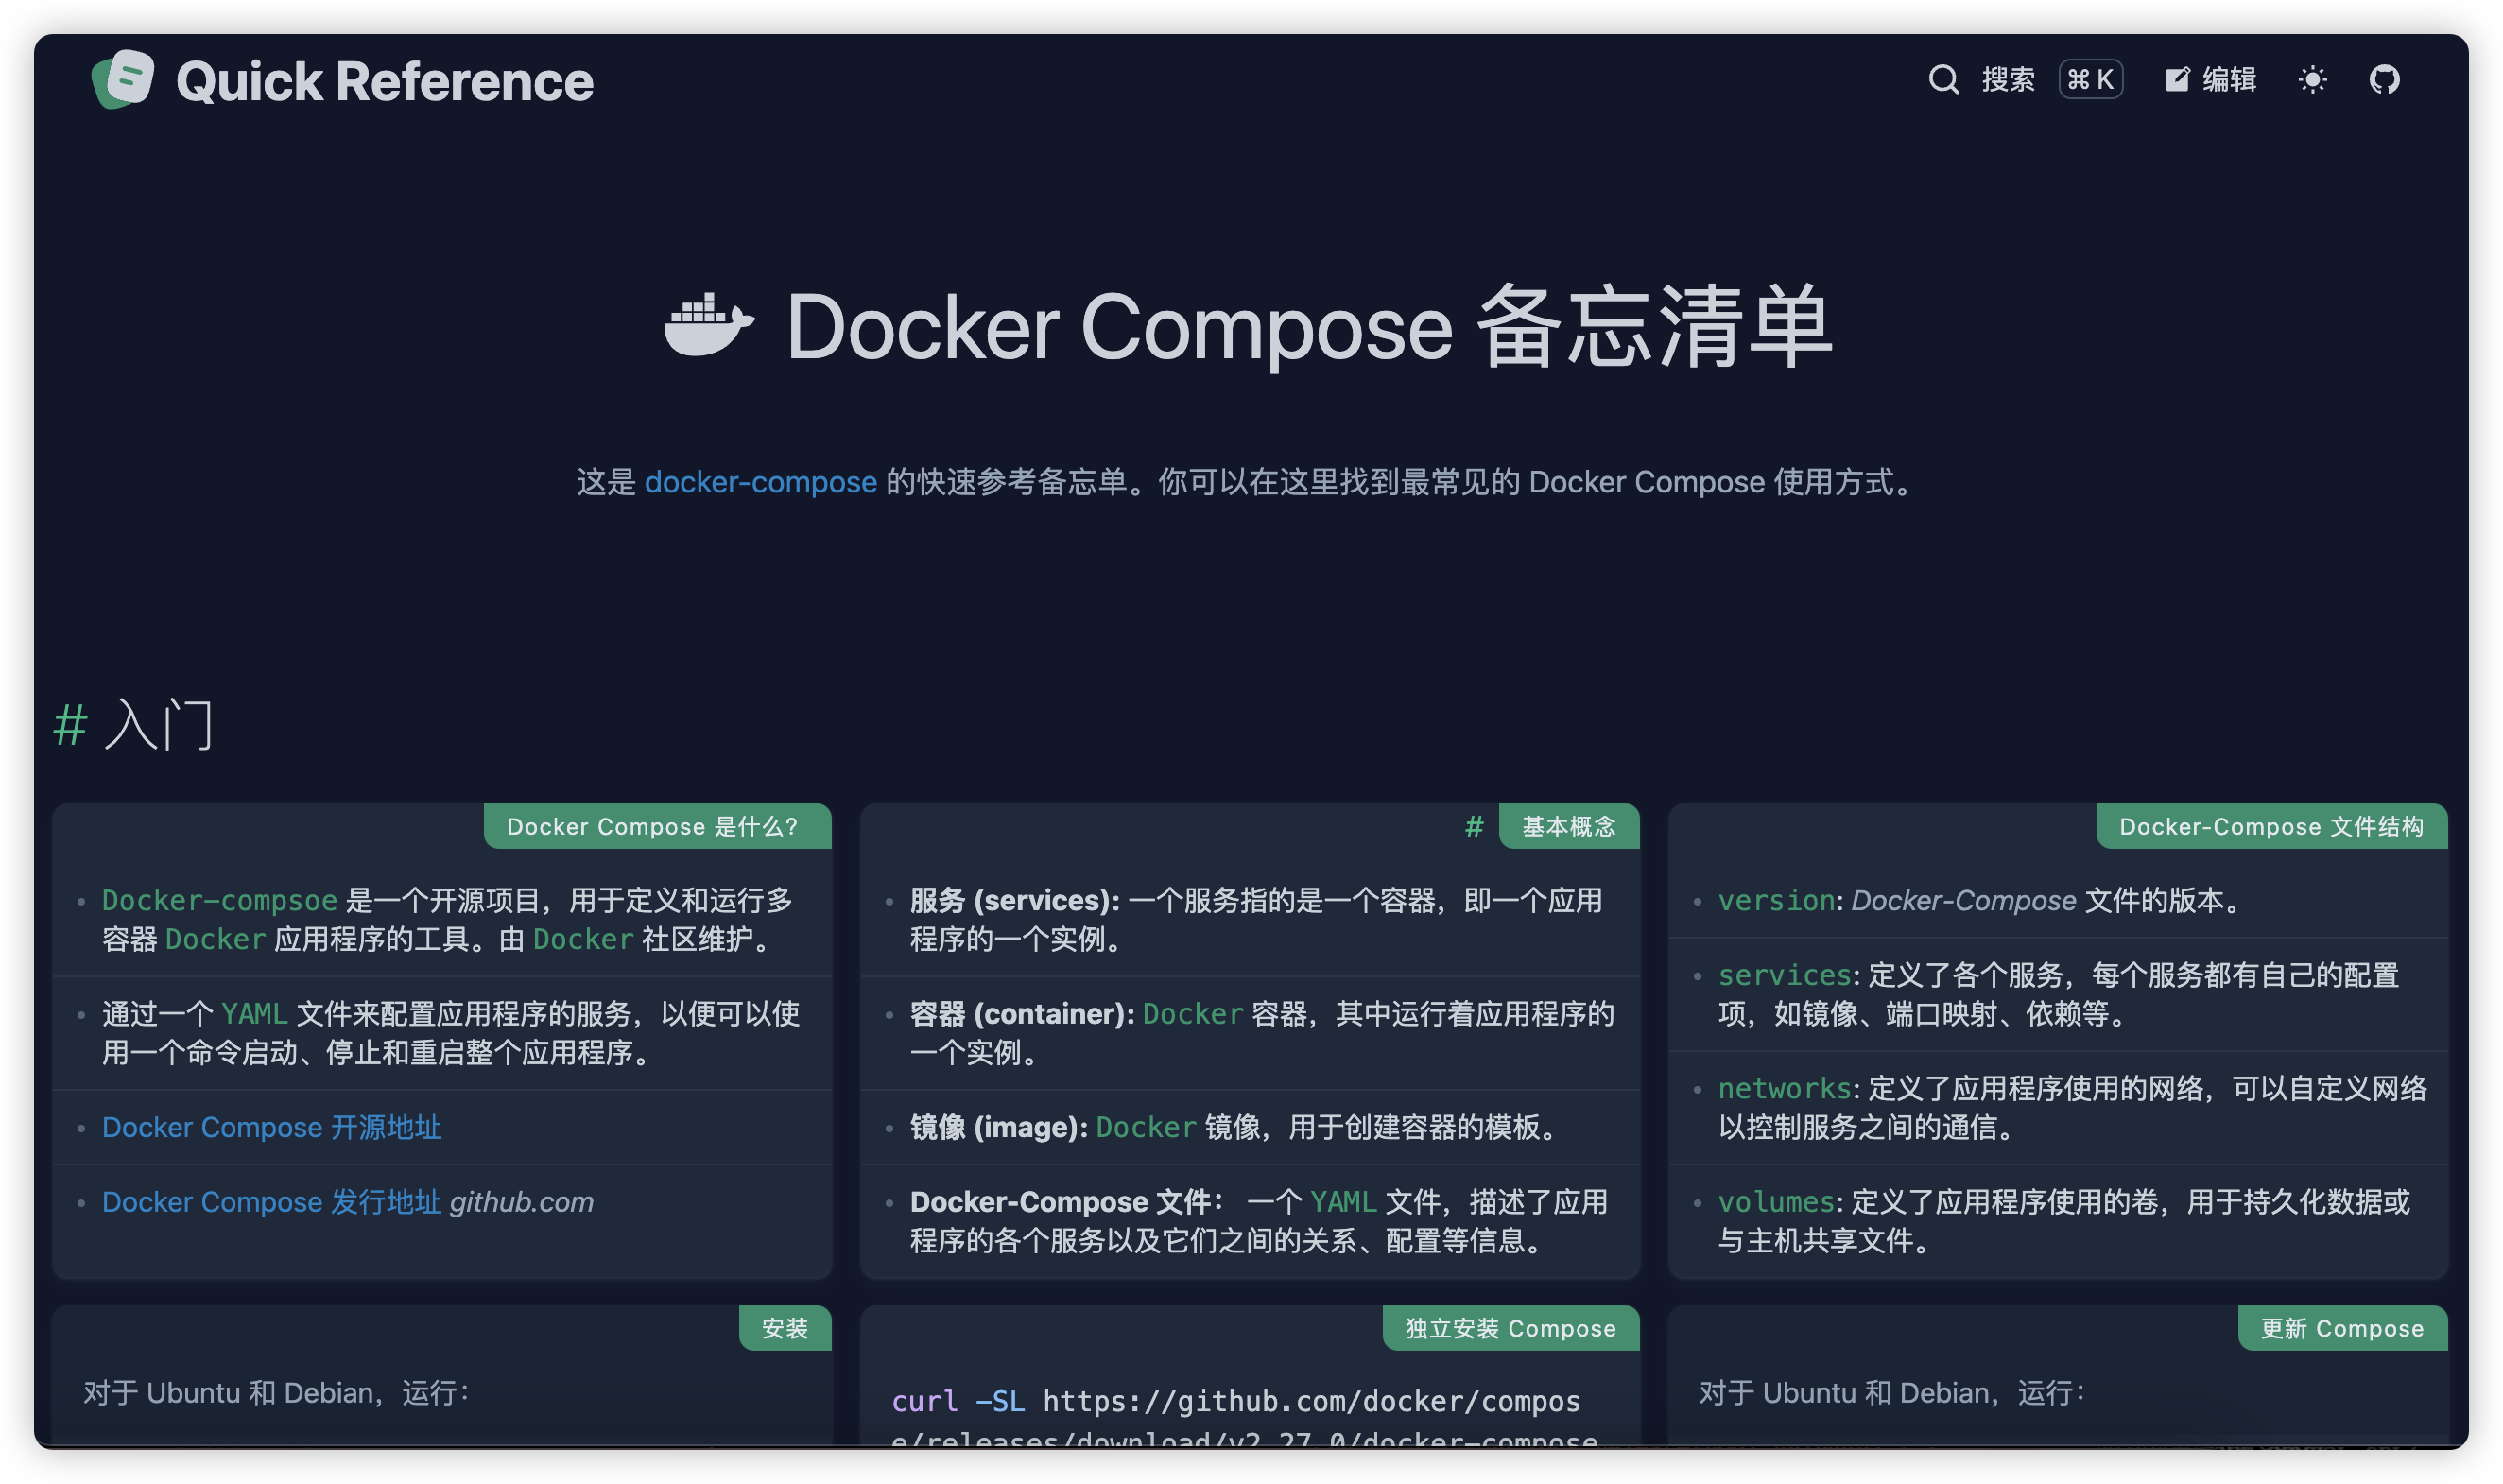 Quick Reference
搜索 ⌘ K 编辑
Docker Compose 备忘清单
这是 docker-compose 的快速参考备忘单。你可以在这里找到最常见的 Docker Compose 使用方式。
# 入门
Docker Compose 是什么?
Docker-compsoe 是一个开源项目，用于定义和运行多
容器 Docker 应用程序的工具。由 Docker 社区维护。
通过一个 YAML 文件来配置应用程序的服务，以便可以使
用一个命令启动、停止和重启整个应用程序。
Docker Compose 开源地址
Docker Compose 发行地址 github.com
# 基本概念
服务 (services): 一个服务指的是一个容器，即一个应用
程序的一个实例。
容器 (container): Docker 容器，其中运行着应用程序的
一个实例。
镜像 (image): Docker 镜像，用于创建容器的模板。
Docker-Compose 文件： 一个 YAML 文件，描述了应用
程序的各个服务以及它们之间的关系、配置等信息。
Docker-Compose 文件结构
version: Docker-Compose 文件的版本。
services: 定义了各个服务，每个服务都有自己的配置
项，如镜像、端口映射、依赖等。
networks: 定义了应用程序使用的网络，可以自定义网络
以控制服务之间的通信。
volumes: 定义了应用程序使用的卷，用于持久化数据或
与主机共享文件。
安装
对于 Ubuntu 和 Debian，运行：
独立安装 Compose
curl -SL https://github.com/docker/compos
e/releases/download/v2.27.0/docker-compose
更新 Compose
对于 Ubuntu 和 Debian，运行：